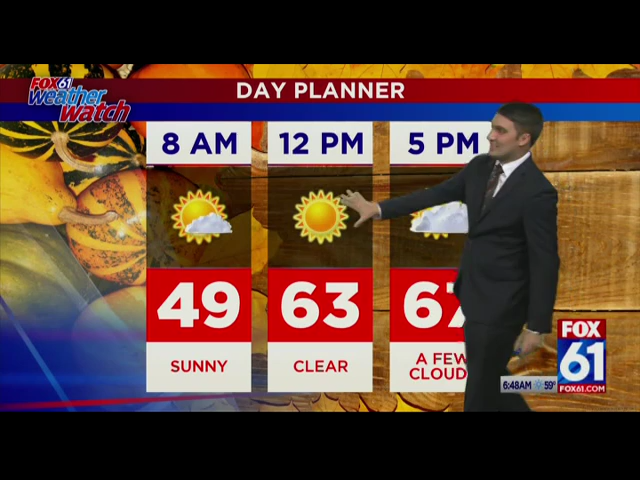 DAY PLANNER
FOX61
Weather
Watch
8 AM
12 PM
5 PM
49
63
67
SUNNY
CLEAR
A FEW
CLOUD
FOX
61
6:48AM 59°
FOX61.COM